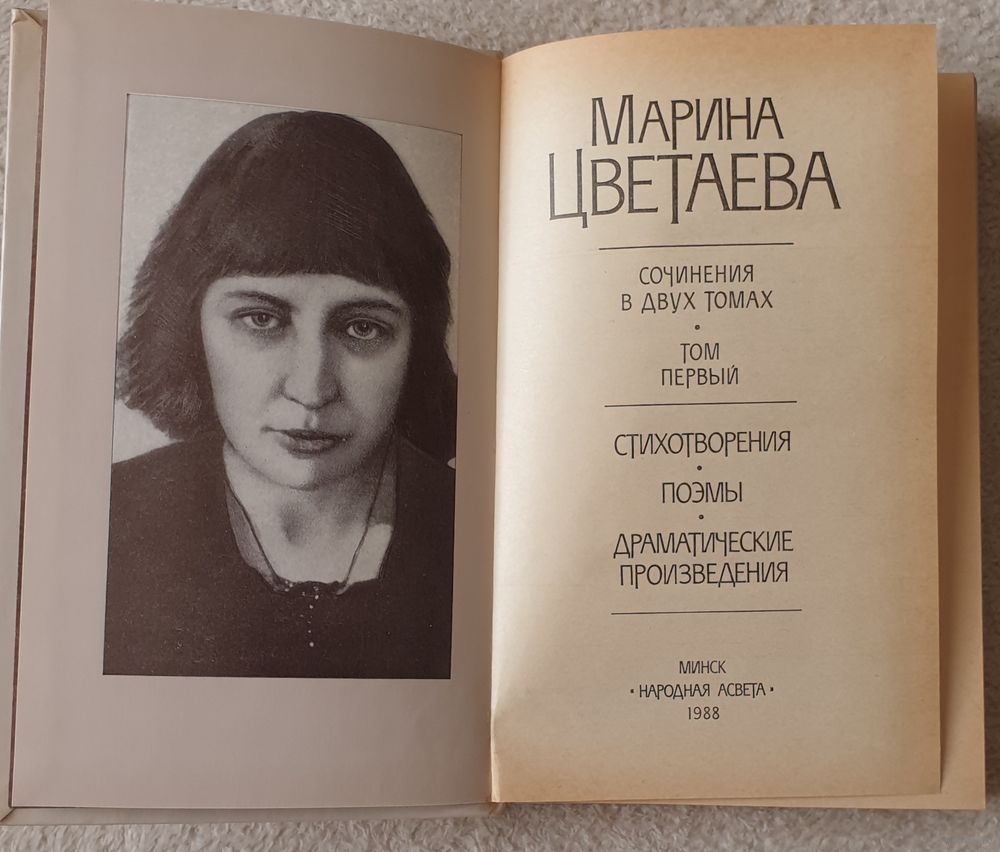 МАРИНА
ЦВЕТАЕВА
СОЧИНЕНИЯ
В ДВУХ ТОМАХ
ТОМ
ПЕРВЫЙ
СТИХОТВОРЕНИЯ
ПОЭМЫ
ДРАМАТИЧЕСКИЕ
ПРОИЗВЕДЕНИЯ
МИНСК
«НАРОДНАЯ АСВЕТА»
1988